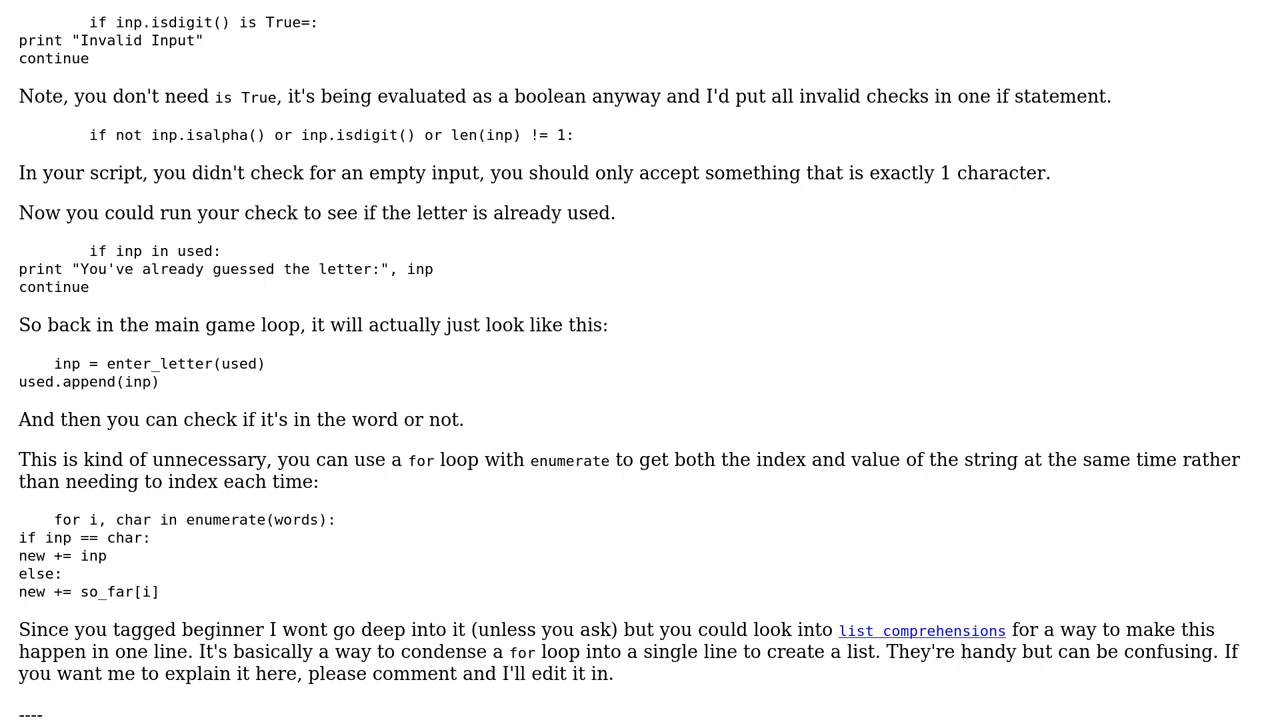 if inp.isdigit() is True=:
print "Invalid Input"
continue
Note, you don't need is True, it's being evaluated as a boolean anyway and I'd put all invalid checks in one if statement.
if not inp.isalpha() or inp.isdigit() or len(inp) != 1:
In your script, you didn't check for an empty input, you should only accept something that is exactly 1 character.
Now you could run your check to see if the letter is already used.
if inp in used:
print "You've already guessed the letter:", inp
continue
So back in the main game loop, it will actually just look like this:
inp = enter_letter(used)
used.append(inp)
And then you can check if it's in the word or not.
This is kind of unnecessary, you can use a for loop with enumerate to get both the index and value of the string at the same time rather
than needing to index each time:
for i, char in enumerate(words):
if inp == char:
new += inp
else:
new += so_far[i]
Since you tagged beginner I wont go deep into it (unless you ask) but you could look into list comprehensions for a way to make this
happen in one line. It's basically a way to condense a for loop into a single line to create a list. They're handy but can be confusing. If
you want me to explain it here, please comment and I'll edit it in.
----